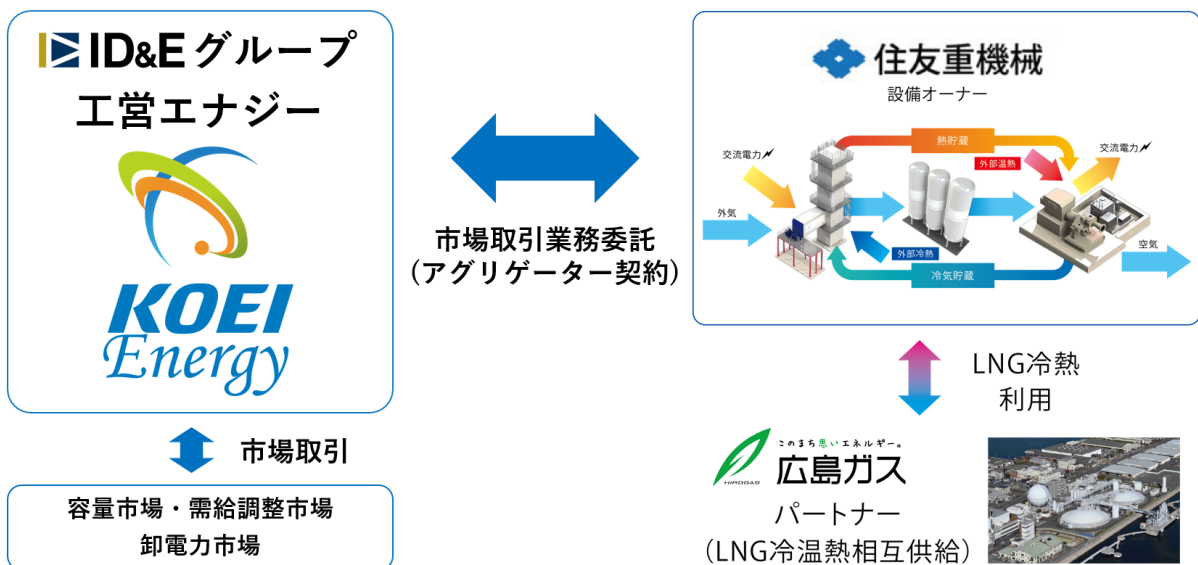 ID&Eグループ
工営エナジー
KOEI
Energy
市場取引
容量市場・需給調整市場
卸電力市場
市場取引業務委託
(アグリゲーター契約)
住友重機械
設備オーナー
熱貯蔵
交流電力
交流電力
外部温熱
外気
外部冷熱
空気
冷気貯蔵
LNG冷熱
利用
このまち思いエネルギー。
広島ガス
HIROGAS
パートナー
(LNG冷温熱相互供給)